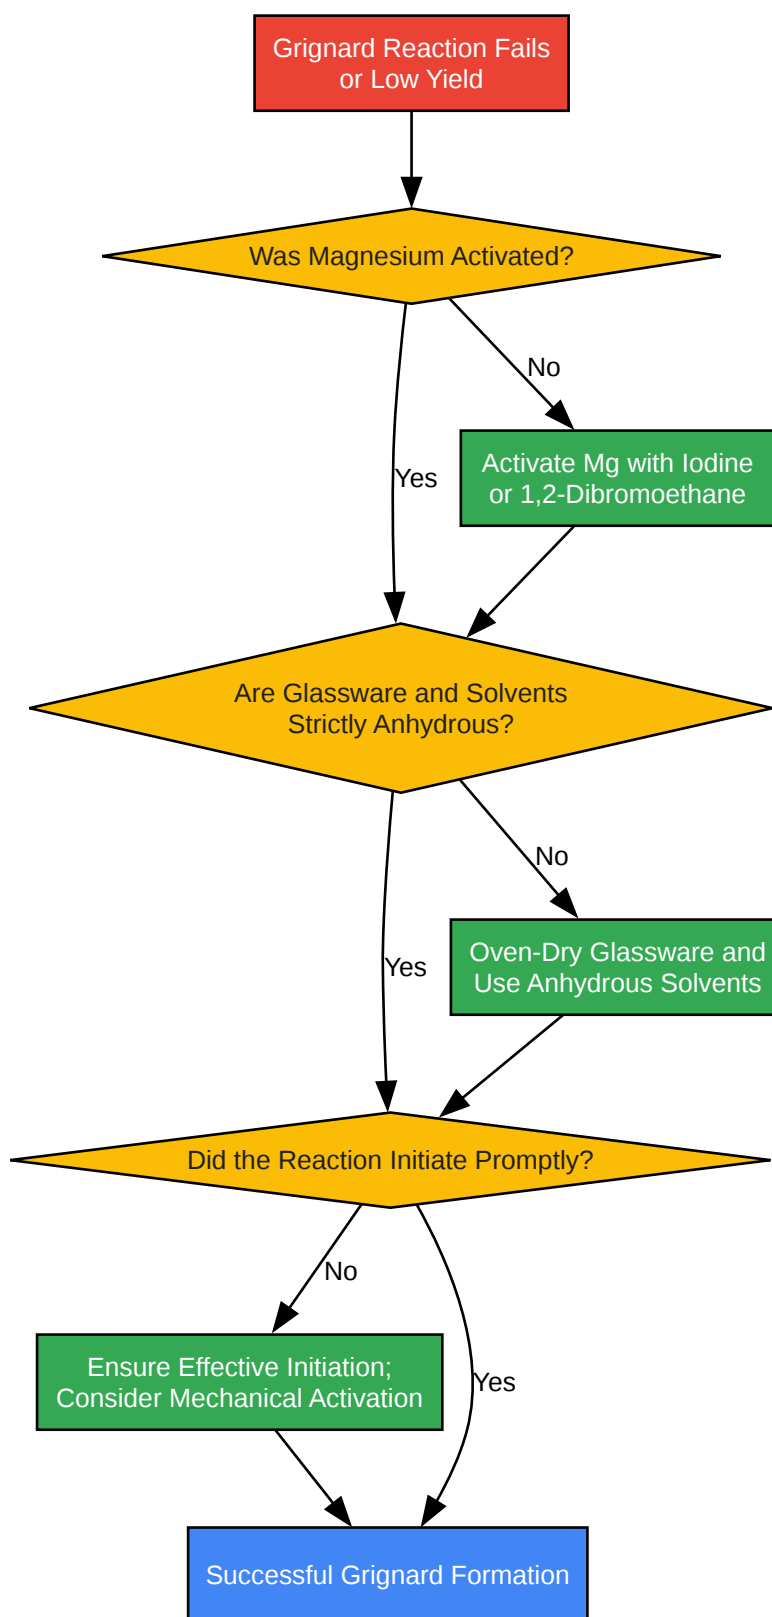 Grignard Reaction Fails
or Low Yield
Was Magnesium Activated?
No
Activate Mg with Iodine
or 1,2-Dibromoethane
Yes
Are Glassware and Solvents
Strictly Anhydrous?
No
Oven-Dry Glassware and
Use Anhydrous Solvents
Yes
Did the Reaction Initiate Promptly?
No
Ensure Effective Initiation;
Consider Mechanical Activation
Yes
Successful Grignard Formation